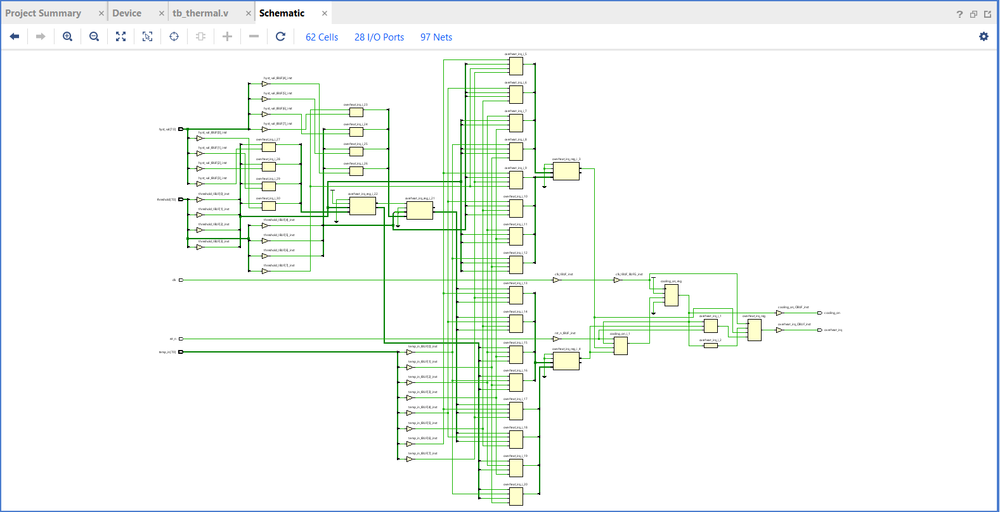 Project Summary
Device
tb_thermal.v
Schematic
62 Cells
28 I/O Ports
97 Nets
overheat_irq_i_5
hyst_val_IBUF[4]_inst
overheat_irq_i_6
hyst_val_IBUF[5]_inst
overheat_irq_i_23
hyst_val_IBUF[6]_inst
overheat_irq_i_7
hyst_val_IBUF[7]_inst
overheat_irq_i_24
hyst_val[7:0]
hyst_val_IBUF[0]_inst
overheat_irq_i_27
overheat_irq_i_8
overheat_irq_i_25
hyst_val_IBUF[1]_inst
overheat_irq_i_28
overheat_irq_reg_i_3
hyst_val_IBUF[2]_inst
overheat_irq_i_26
overheat_irq_i_9
hyst_val_IBUF[3]_inst
overheat_irq_i_29
threshold_IBUF[0]_inst
overheat_irq_reg_i_22
overheat_irq_i_10
threshold[7:0]
overheat_irq_i_30
overheat_irq_reg_i_21
threshold_IBUF[1]_inst
threshold_IBUF[4]_inst
threshold_IBUF[2]_inst
overheat_irq_i_11
threshold_IBUF[5]_inst
threshold_IBUF[3]_inst
threshold_IBUF[6]_inst
overheat_irq_i_12
threshold_IBUF[7]_inst
clk
clk_IBUF_inst
clk_IBUF_BUFG_inst
cooling_on_reg
overheat_irq_i_13
cooling_on_OBUF_inst
overheat_irq_i_14
cooling_on
overheat_irq_i_1
overheat_irq_reg
overheat_irq_OBUF_inst
overheat_irq
rst_n_IBUF_inst
cooling_on_i_1
rst_n
overheat_irq_i_2
overheat_irq_i_15
temp_in_IBUF[0]_inst
overheat_irq_reg_i_4
temp_in[7:0]
temp_in_IBUF[1]_inst
overheat_irq_i_16
temp_in_IBUF[2]_inst
temp_in_IBUF[3]_inst
overheat_irq_i_17
temp_in_IBUF[4]_inst
temp_in_IBUF[5]_inst
overheat_irq_i_18
temp_in_IBUF[6]_inst
temp_in_IBUF[7]_inst
overheat_irq_i_19
overheat_irq_i_20